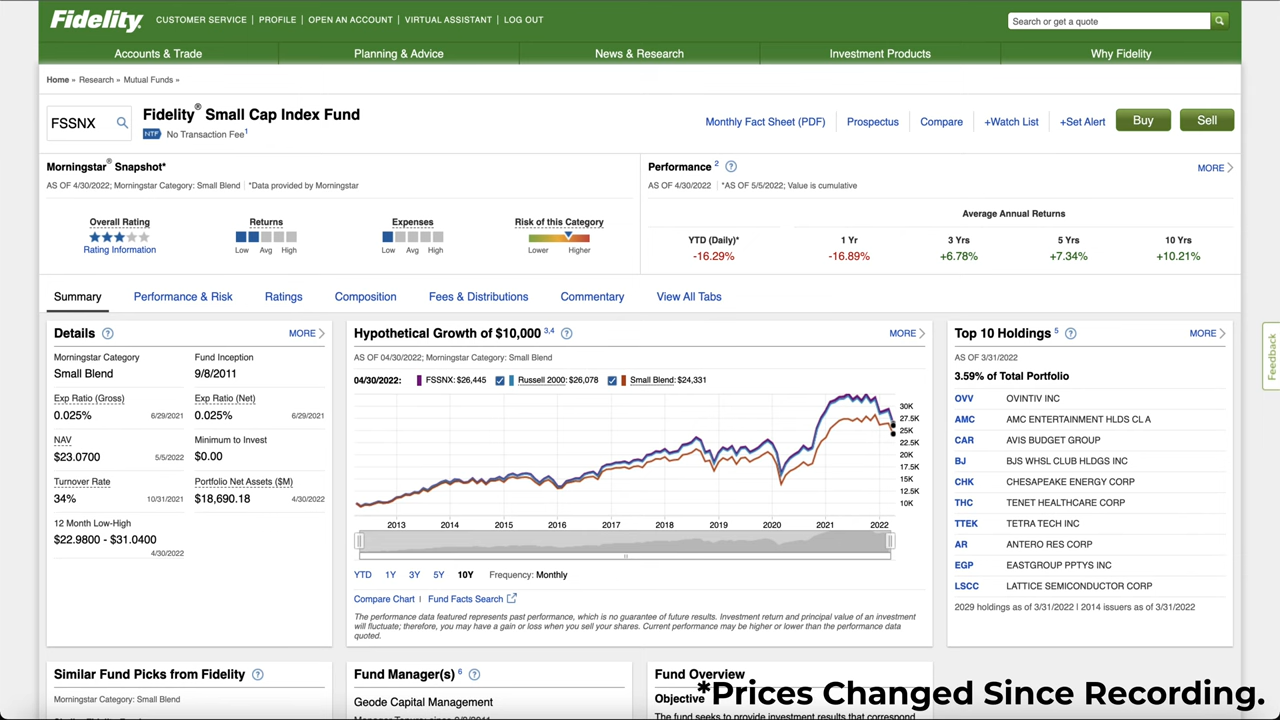 Fidelity
CUSTOMER SERVICE | PROFILE | OPEN AN ACCOUNT | VIRTUAL ASSISTANT | LOG OUT
Search or get a quote
Accounts & Trade
Planning & Advice
News & Research
Investment Products
Why Fidelity
Home » Research » Mutual Funds »
FSSNX
Fidelity® Small Cap Index Fund
NTF No Transaction Fee1
Monthly Fact Sheet (PDF)
Prospectus
Compare
+Watch List
+Set Alert
Buy
Sell
Morningstar® Snapshot*
AS OF 4/30/2022; Morningstar Category: Small Blend | *Data provided by Morningstar
Overall Rating
Rating Information
Returns
Low Avg High
Expenses
Low Avg High
Risk of this Category
Lower Higher
Performance 2 ?
MORE
AS OF 4/30/2022 | *AS OF 5/5/2022; Value is cumulative
Average Annual Returns
YTD (Daily)* 1 Yr 3 Yrs 5 Yrs 10 Yrs
-16.29% -16.89% +6.78% +7.34% +10.21%
Summary
Performance & Risk
Ratings
Composition
Fees & Distributions
Commentary
View All Tabs
Details ?
MORE
Morningstar Category
Small Blend
Fund Inception
9/8/2011
Exp Ratio (Gross)
0.025% 6/29/2021
Exp Ratio (Net)
0.025% 6/29/2021
NAV
$23.0700 5/5/2022
Minimum to Invest
$0.00
Turnover Rate
34% 10/31/2021
Portfolio Net Assets ($M)
$18,690.18 4/30/2022
12 Month Low-High
$22.9800 - $31.0400
4/30/2022
Hypothetical Growth of $10,000 3,4 ?
MORE
AS OF 04/30/2022; Morningstar Category: Small Blend
04/30/2022: FSSNX: $26,445 Russell 2000: $26,078 Small Blend: $24,331
30K
27.5K
25K
22.5K
20K
17.5K
15K
12.5K
10K
2013 2014 2015 2016 2017 2018 2019 2020 2021 2022
YTD 1Y 3Y 5Y 10Y Frequency: Monthly
Compare Chart | Fund Facts Search
The performance data featured represents past performance, which is no guarantee of future results. Investment return and principal value of an investment
will fluctuate; therefore, you may have a gain or loss when you sell your shares. Current performance may be higher or lower than the performance data
quoted.
Top 10 Holdings 5 ?
MORE
AS OF 3/31/2022
3.59% of Total Portfolio
OVV OVINTIV INC
AMC AMC ENTERTAINMENT HLDS CL A
CAR AVIS BUDGET GROUP
BJ BJS WHSL CLUB HLDGS INC
CHK CHESAPEAKE ENERGY CORP
THC TENET HEALTHCARE CORP
TTEK TETRA TECH INC
AR ANTERO RES CORP
EGP EASTGROUP PPTYS INC
LSCC LATTICE SEMICONDUCTOR CORP
2029 holdings as of 3/31/2022 | 2014 issuers as of 3/31/2022
Feedback
Similar Fund Picks from Fidelity ?
Morningstar Category: Small Blend
Fund Manager(s) 6 ?
Geode Capital Management
Fund Overview
Objective
The fund seeks to provide investment results that correspond
*Prices Changed Since Recording.